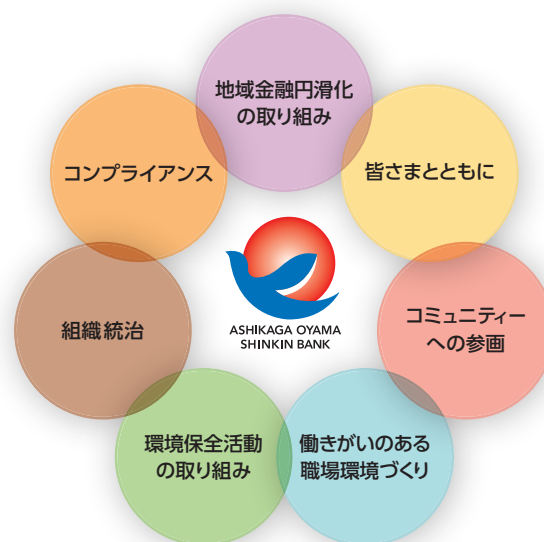 地域金融円滑化
の取り組み
コンプライアンス
皆さまとともに
ASHIKAGA OYAMA
SHINKIN BANK
組織統治
コミュニティー
への参画
環境保全活動
の取り組み
働きがいのある
職場環境づくり